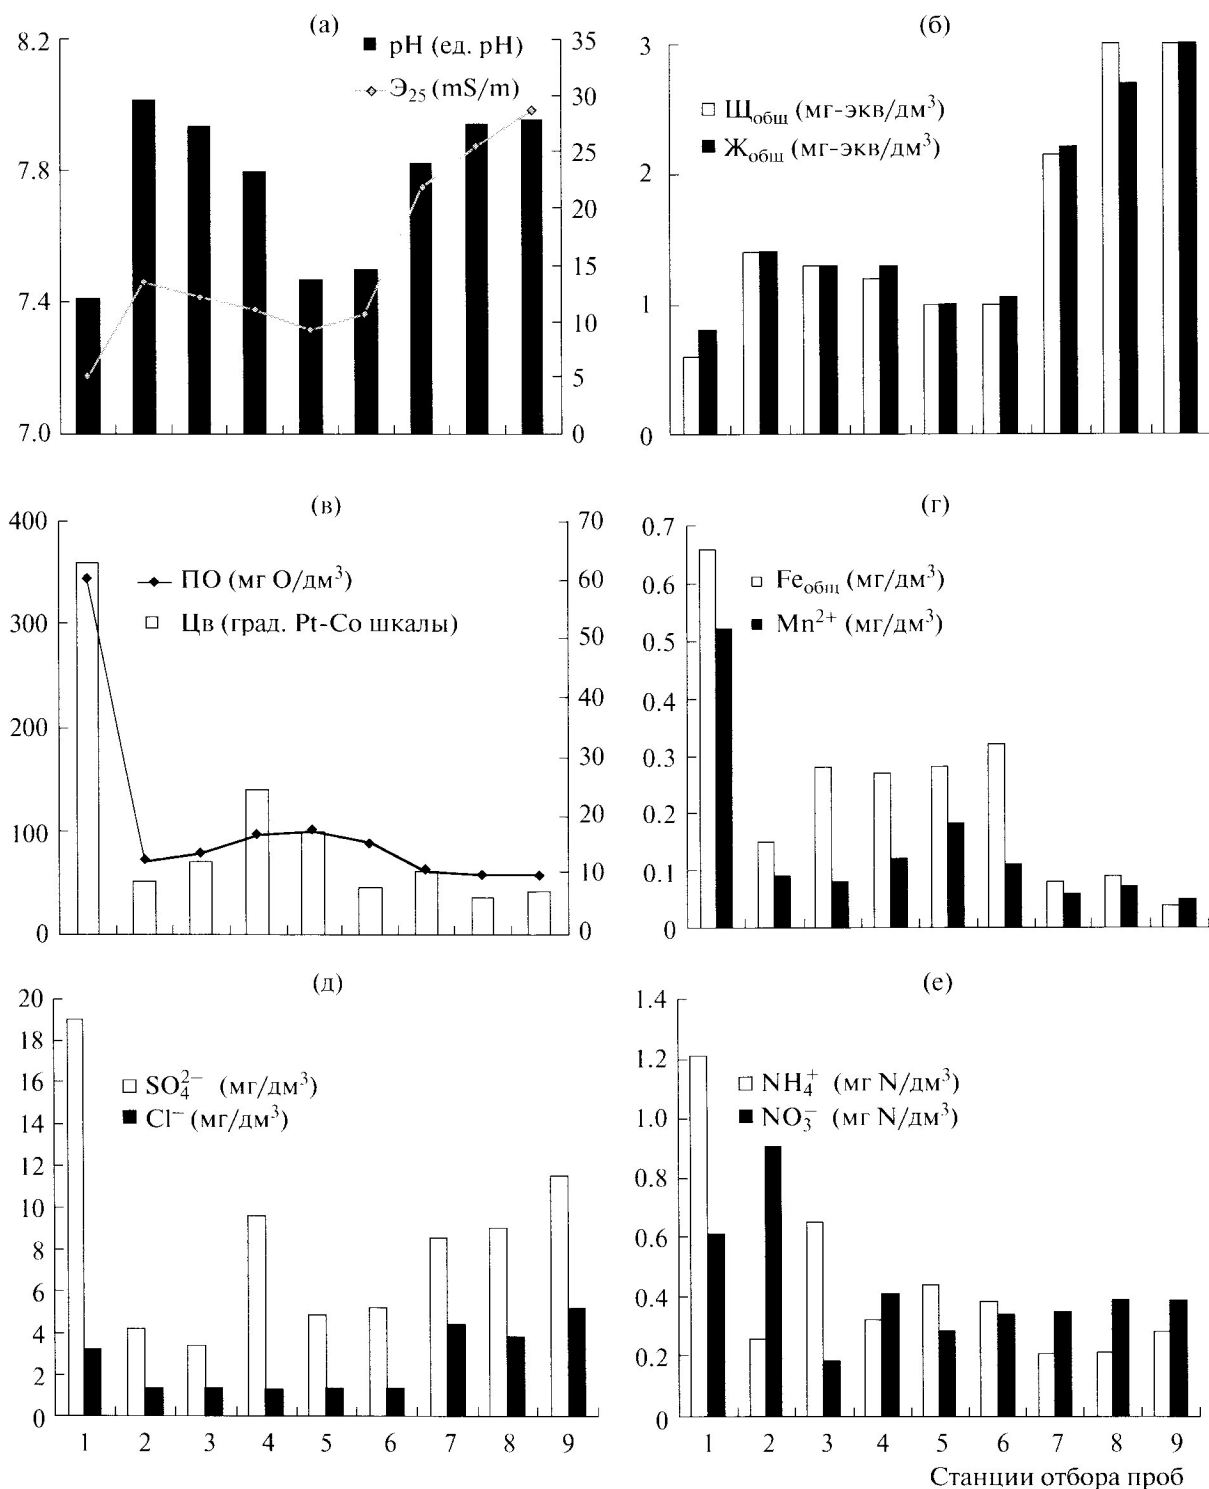 (а)
8.2
7.8
7.4
7.0
pH (ед. pH)
Э25 (mS/m)
35
30
25
20
15
10
5
0
(б)
3
2
1
0
Щобщ (мг-экв/дм³)
Жобщ (мг-экв/дм³)
(в)
400
300
200
100
0
ПО (мг О/дм³)
Цв (град. Pt-Co шкалы)
70
60
50
40
30
20
10
0
(г)
0.7
0.6
0.5
0.4
0.3
0.2
0.1
0
Feобщ (мг/дм³)
Mn²⁺ (мг/дм³)
(д)
20
18
16
14
12
10
8
6
4
2
0
SO₄²⁻ (мг/дм³)
Cl⁻ (мг/дм³)
1 2 3 4 5 6 7 8 9
(е)
1.4
1.2
1.0
0.8
0.6
0.4
0.2
0
NH₄⁺ (мг N/дм³)
NO₃⁻ (мг N/дм³)
1 2 3 4 5 6 7 8 9
Станции отбора проб